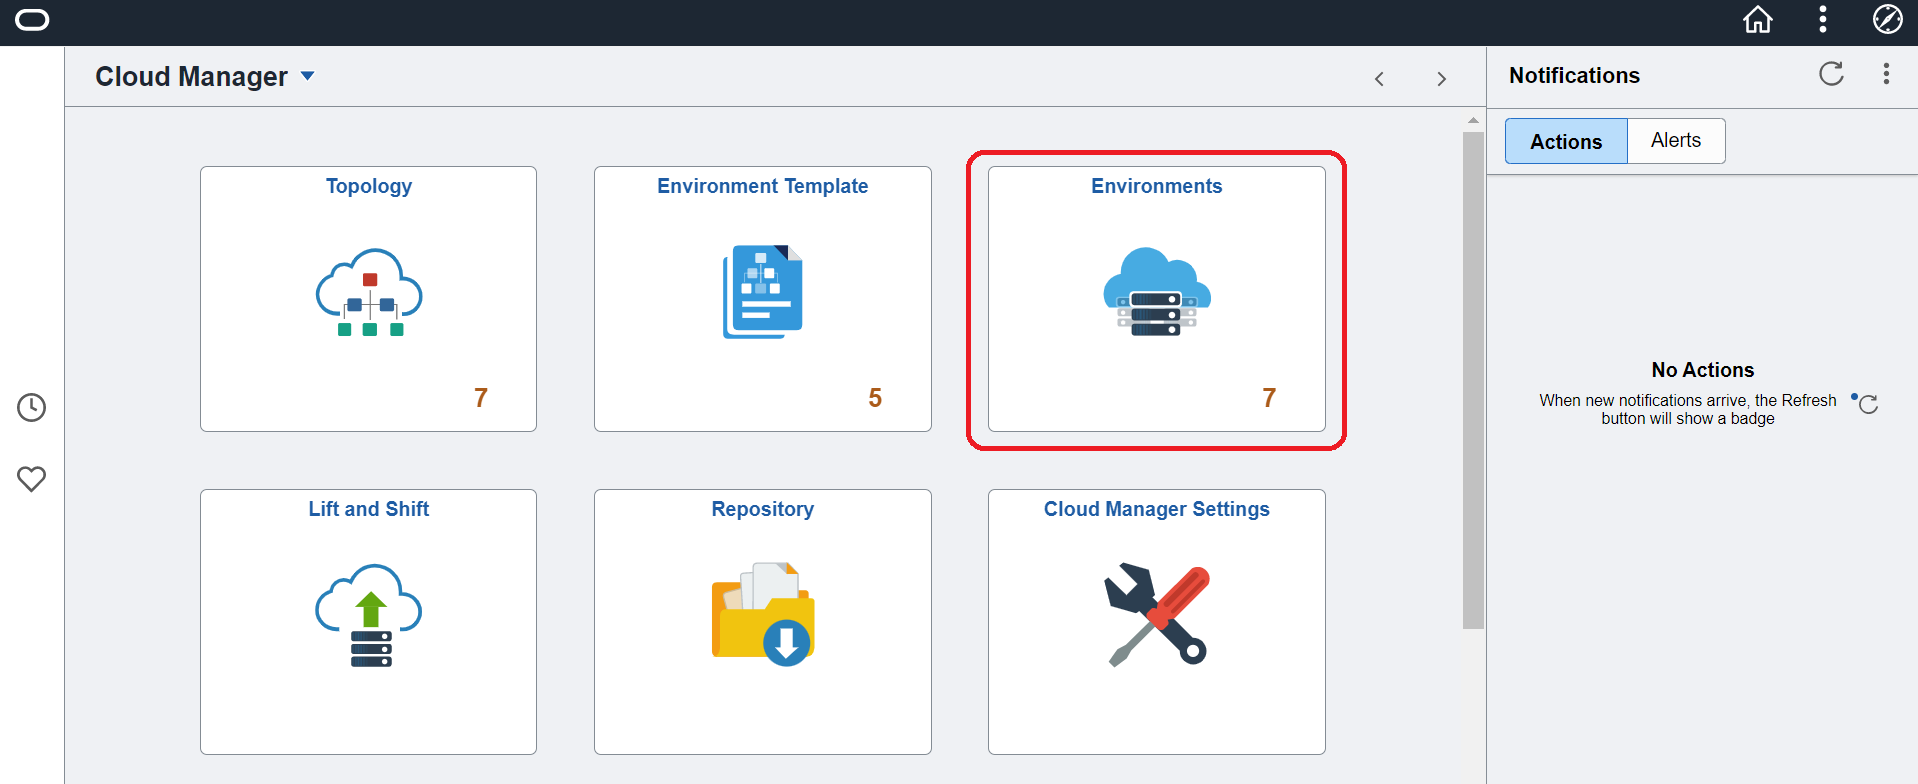 Cloud Manager
Notifications
Actions
Alerts
Topology
Environment Template
Environments
7
5
7
No Actions
When new notifications arrive, the Refresh
button will show a badge
Lift and Shift
Repository
Cloud Manager Settings